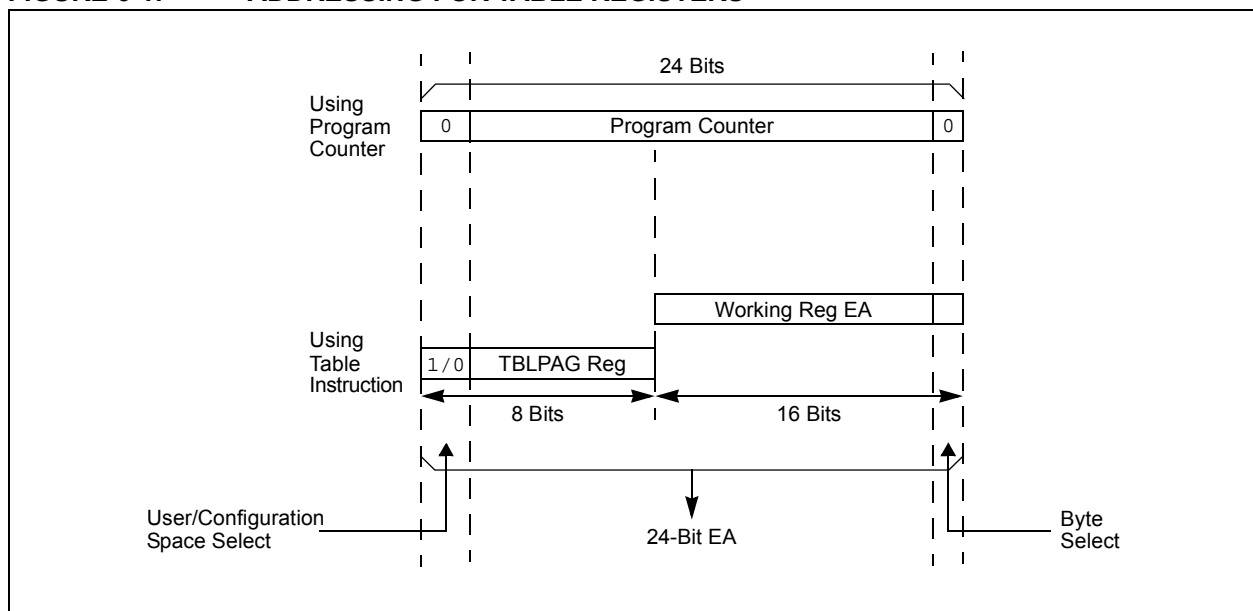 24 Bits
Using
Program
Counter
0
Program Counter
0
Working Reg EA
Using
Table
Instruction
1/0
TBLPAG Reg
8 Bits
16 Bits
User/Configuration
Space Select
24-Bit EA
Byte
Select